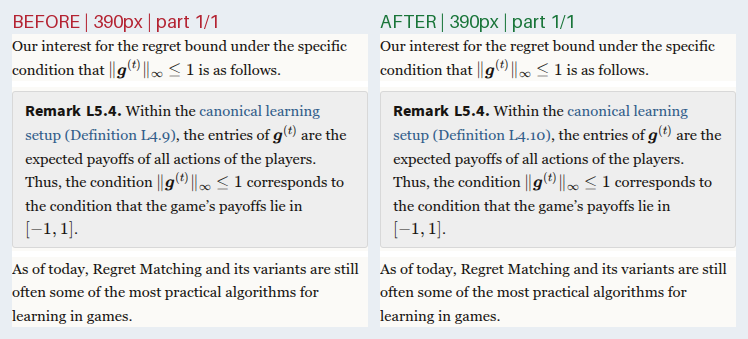 BEFORE | 390px | part 1/1
Our interest for the regret bound under the specific
condition that ‖g⁽ᵗ⁾‖∞ ≤ 1 is as follows.
Remark L5.4. Within the canonical learning
setup (Definition L4.9), the entries of g⁽ᵗ⁾ are the
expected payoffs of all actions of the players.
Thus, the condition ‖g⁽ᵗ⁾‖∞ ≤ 1 corresponds to
the condition that the game’s payoffs lie in
[−1, 1].
As of today, Regret Matching and its variants are still
often some of the most practical algorithms for
learning in games.
AFTER | 390px | part 1/1
Our interest for the regret bound under the specific
condition that ‖g⁽ᵗ⁾‖∞ ≤ 1 is as follows.
Remark L5.4. Within the canonical learning
setup (Definition L4.10), the entries of g⁽ᵗ⁾ are the
expected payoffs of all actions of the players.
Thus, the condition ‖g⁽ᵗ⁾‖∞ ≤ 1 corresponds to
the condition that the game’s payoffs lie in
[−1, 1].
As of today, Regret Matching and its variants are still
often some of the most practical algorithms for
learning in games.